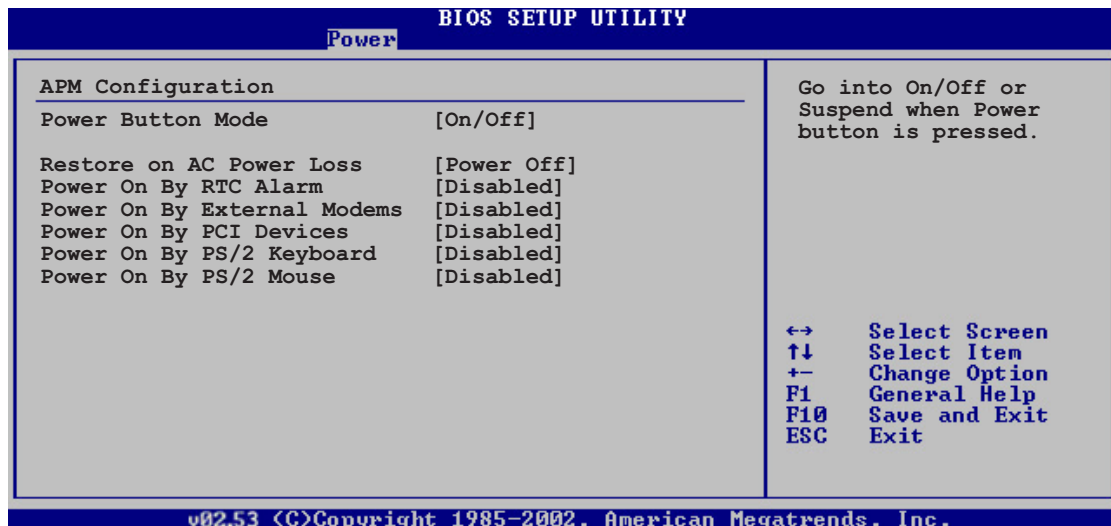 BIOS SETUP UTILITY
Power
APM Configuration
Power Button Mode [On/Off]
Restore on AC Power Loss [Power Off]
Power On By RTC Alarm [Disabled]
Power On By External Modems [Disabled]
Power On By PCI Devices [Disabled]
Power On By PS/2 Keyboard [Disabled]
Power On By PS/2 Mouse [Disabled]
Go into On/Off or
Suspend when Power
button is pressed.
←→ Select Screen
↑↓ Select Item
+- Change Option
F1 General Help
F10 Save and Exit
ESC Exit
v02.53 (C)Copyright 1985-2002, American Megatrends, Inc.